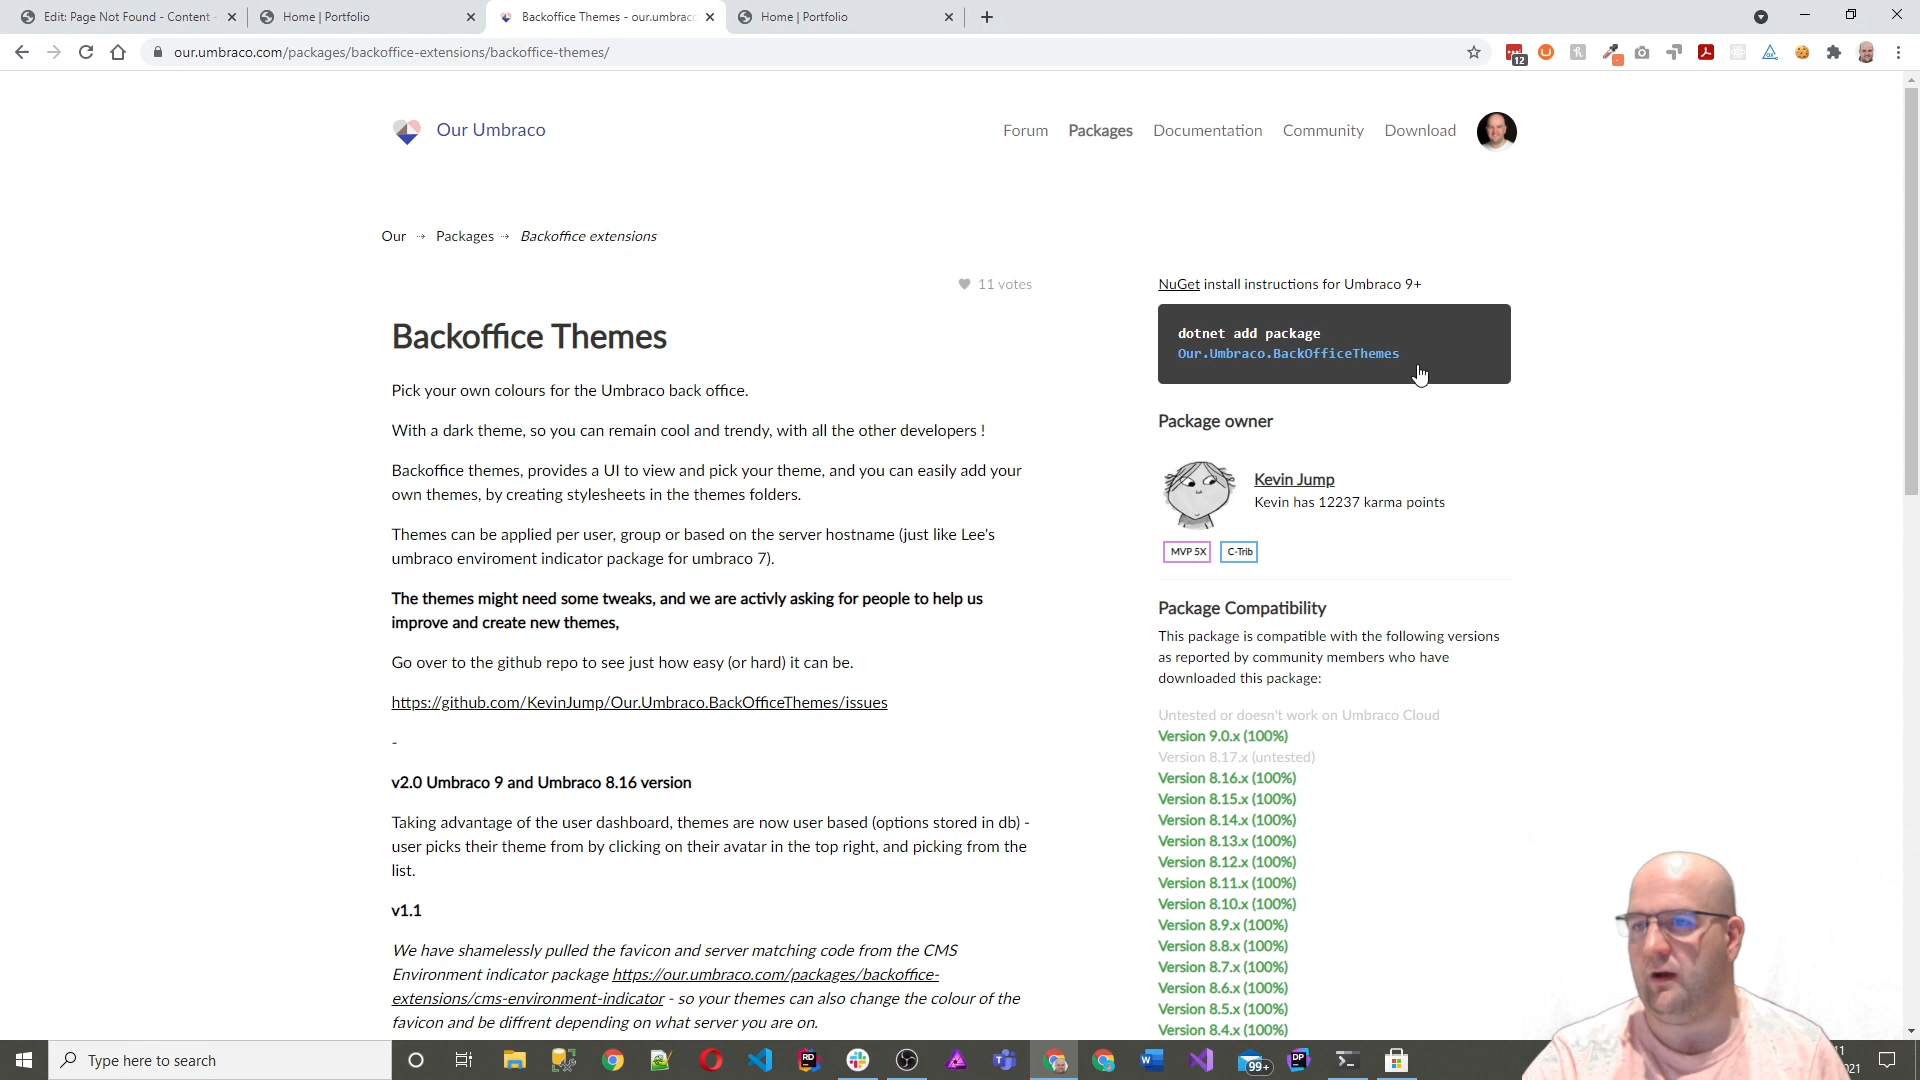 Edit: Page Not Found - Content -
Home | Portfolio
Backoffice Themes - our.umbraco
Home | Portfolio
our.umbraco.com/packages/backoffice-extensions/backoffice-themes/
12
Our Umbraco
Forum
Packages
Documentation
Community
Download
Our → Packages → Backoffice extensions
11 votes
Backoffice Themes
Pick your own colours for the Umbraco back office.
With a dark theme, so you can remain cool and trendy, with all the other developers !
Backoffice themes, provides a UI to view and pick your theme, and you can easily add your
own themes, by creating stylesheets in the themes folders.
Themes can be applied per user, group or based on the server hostname (just like Lee's
umbraco enviroment indicator package for umbraco 7).
The themes might need some tweaks, and we are activly asking for people to help us
improve and create new themes,
Go over to the github repo to see just how easy (or hard) it can be.
https://github.com/KevinJump/Our.Umbraco.BackOfficeThemes/issues
-
v2.0 Umbraco 9 and Umbraco 8.16 version
Taking advantage of the user dashboard, themes are now user based (options stored in db) -
user picks their theme from by clicking on their avatar in the top right, and picking from the
list.
v1.1
We have shamelessly pulled the favicon and server matching code from the CMS
Environment indicator package https://our.umbraco.com/packages/backoffice-
extensions/cms-environment-indicator - so your themes can also change the colour of the
favicon and be diffrent depending on what server you are on.
NuGet install instructions for Umbraco 9+
dotnet add package
Our.Umbraco.BackOfficeThemes
Package owner
Kevin Jump
Kevin has 12237 karma points
MVP 5X
C-Trib
Package Compatibility
This package is compatible with the following versions
as reported by community members who have
downloaded this package:
Untested or doesn't work on Umbraco Cloud
Version 9.0.x (100%)
Version 8.17.x (untested)
Version 8.16.x (100%)
Version 8.15.x (100%)
Version 8.14.x (100%)
Version 8.13.x (100%)
Version 8.12.x (100%)
Version 8.11.x (100%)
Version 8.10.x (100%)
Version 8.9.x (100%)
Version 8.8.x (100%)
Version 8.7.x (100%)
Version 8.6.x (100%)
Version 8.5.x (100%)
Version 8.4.x (100%)
Type here to search
RD
99+
DP
11
021